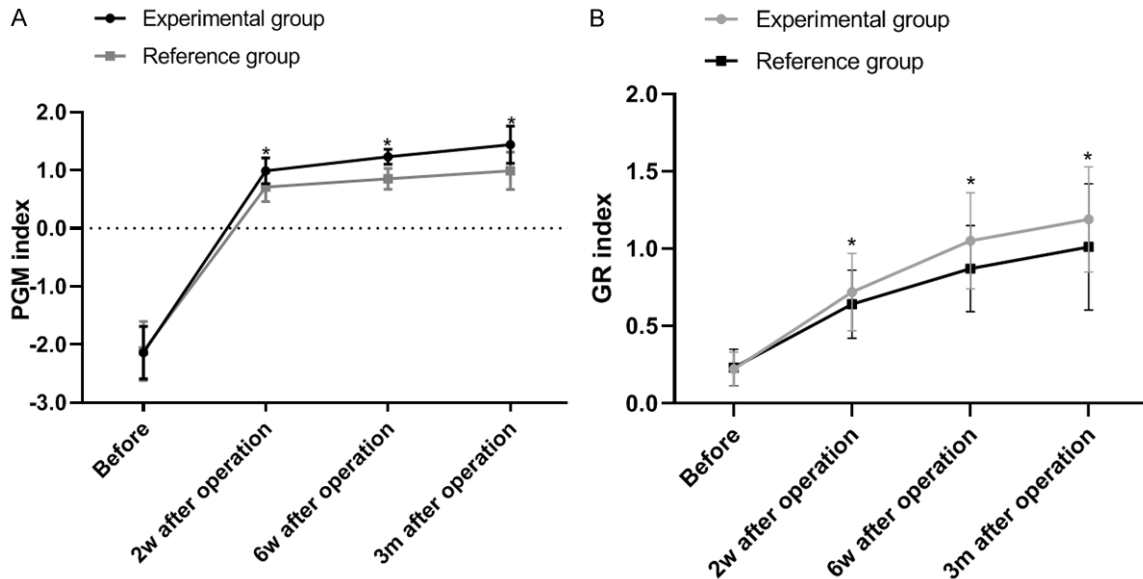 A
Experimental group
Reference group
PGM index
2.0
1.0
0.0
-1.0
-2.0
-3.0
*
*
*
Before
2w after operation
6w after operation
3m after operation
B
Experimental group
Reference group
GR index
2.0
1.5
1.0
0.5
0.0
*
*
*
Before
2w after operation
6w after operation
3m after operation